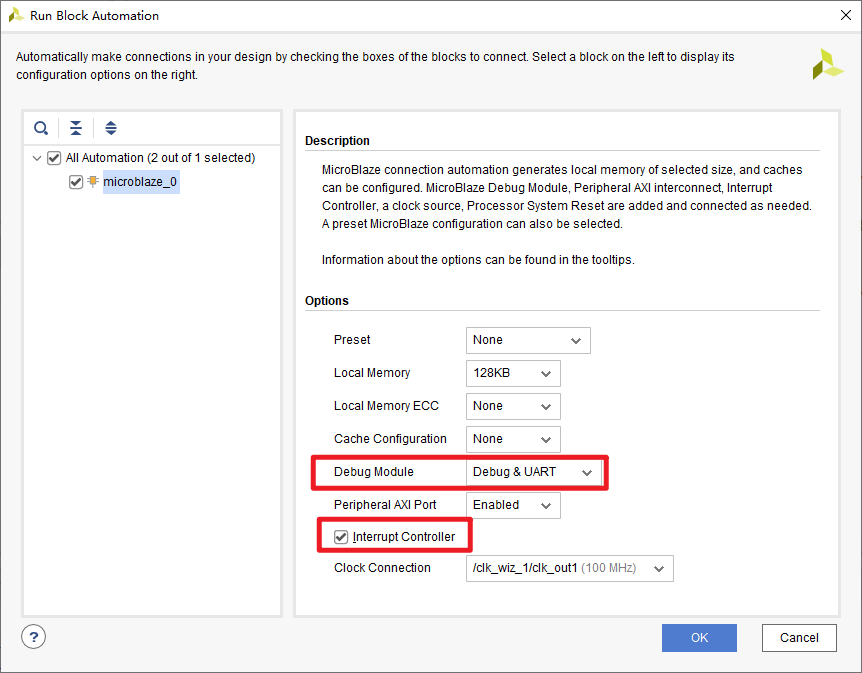 Run Block Automation
Automatically make connections in your design by checking the boxes of the blocks to connect. Select a block on the left to display its
configuration options on the right.
All Automation (2 out of 1 selected)
microblaze_0
Description
MicroBlaze connection automation generates local memory of selected size, and caches
can be configured. MicroBlaze Debug Module, Peripheral AXI interconnect, Interrupt
Controller, a clock source, Processor System Reset are added and connected as needed.
A preset MicroBlaze configuration can also be selected.
Information about the options can be found in the tooltips.
Options
Preset None
Local Memory 128KB
Local Memory ECC None
Cache Configuration None
Debug Module Debug & UART
Peripheral AXI Port Enabled
Interrupt Controller
Clock Connection /clk_wiz_1/clk_out1 (100 MHz)
? OK Cancel